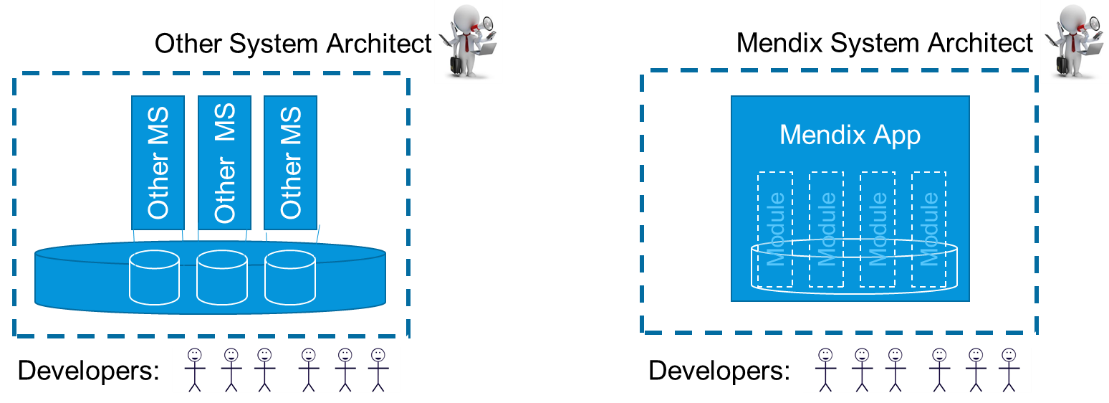 Other System Architect
Other MS
Other MS
Other MS
Developers:
Mendix System Architect
Mendix App
Module
Module
Module
Module
Developers: